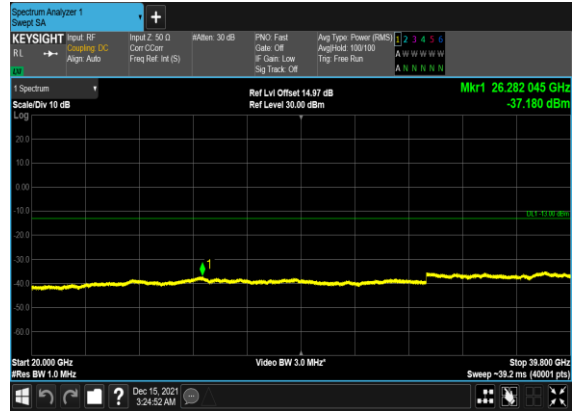 Spectrum Analyzer 1
Swept SA
+
KEYSIGHT Input: RF Input Z: 50 Ω #Atten: 30 dB PNO: Fast Avg Type: Power (RMS) 1 2 3 4 5 6
RL Coupling: DC Corr CCorr Gate: Off Avg|Hold: 100/100 A W W W W W
Align: Auto Freq Ref: Int (S) IF Gain: Low Trig: Free Run
Sig Track: Off A N N N N N
1 Spectrum Ref Lvl Offset 14.97 dB Mkr1 26.282 045 GHz
Scale/Div 10 dB Ref Level 30.00 dBm -37.180 dBm
Log
20.0
10.0
0.00
-10.0
DL1 -13.00 dBm
-20.0
-30.0
1
-40.0
-50.0
-60.0
Start 20.000 GHz Video BW 3.0 MHz* Stop 39.800 GHz
#Res BW 1.0 MHz Sweep ~39.2 ms (40001 pts)
? Dec 15, 2021
3:24:52 AM